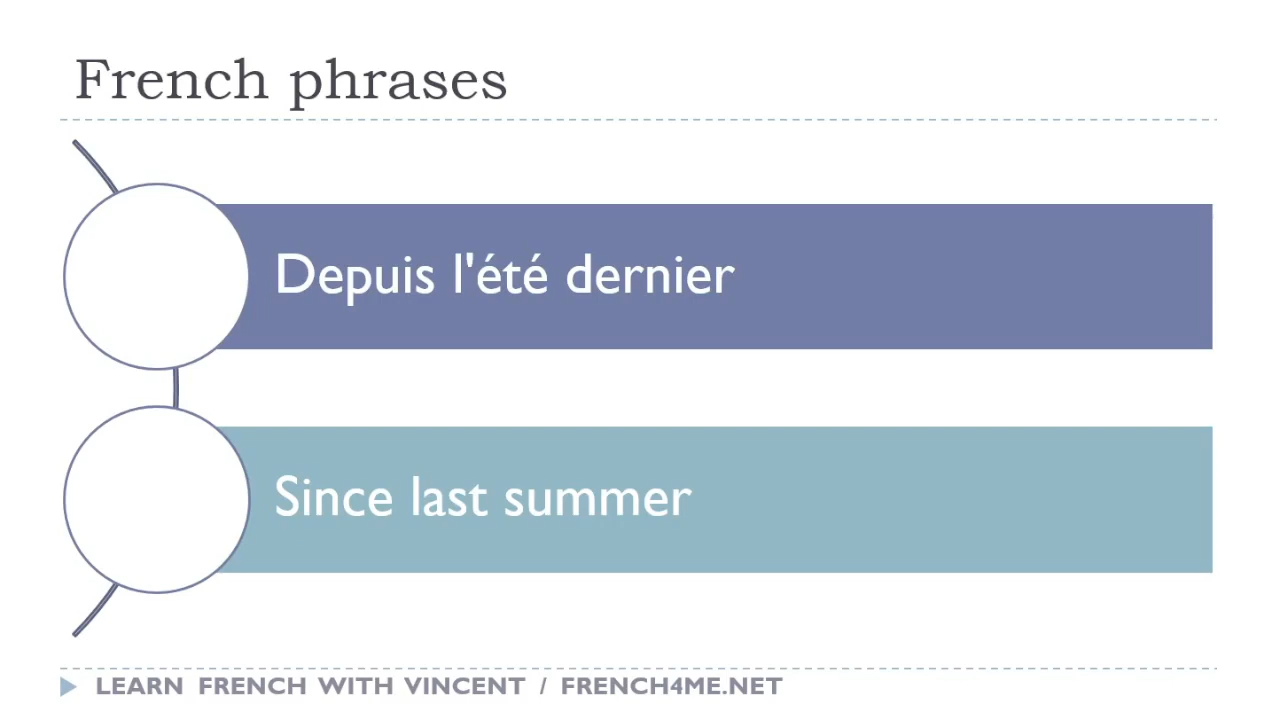 French phrases
Depuis l'été dernier
Since last summer
LEARN FRENCH WITH VINCENT / FRENCH4ME.NET